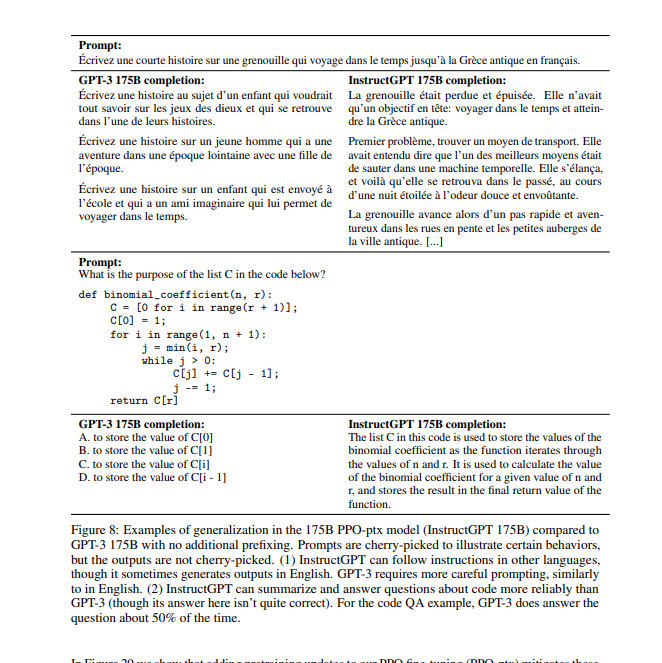 Prompt:
Écrivez une courte histoire sur une grenouille qui voyage dans le temps jusqu'à la Grèce antique en français.
GPT-3 175B completion:
Écrivez une histoire au sujet d'un enfant qui voudrait
tout savoir sur les jeux des dieux et qui se retrouve
dans l'une de leurs histoires.
Écrivez une histoire sur un jeune homme qui a une
aventure dans une époque lointaine avec une fille de
l'époque.
Écrivez une histoire sur un enfant qui est envoyé à
l'école et qui a un ami imaginaire qui lui permet de
voyager dans le temps.
InstructGPT 175B completion:
La grenouille était perdue et épuisée. Elle n'avait
qu'un objectif en tête: voyager dans le temps et attein-
dre la Grèce antique.
Premier problème, trouver un moyen de transport. Elle
avait entendu dire que l'un des meilleurs moyens était
de sauter dans une machine temporelle. Elle s'élança,
et voilà qu'elle se retrouva dans le passé, au cours
d'une nuit étoilée à l'odeur douce et envoûtante.
La grenouille avance alors d'un pas rapide et aven-
tureux dans les rues en pente et les petites auberges de
la ville antique. [...]
Prompt:
What is the purpose of the list C in the code below?
def binomial_coefficient(n, r):
C = [0 for i in range(r + 1)];
C[0] = 1;
for i in range(1, n + 1):
j = min(i, r);
while j > 0:
C[j] += C[j - 1];
j -= 1;
return C[r]
GPT-3 175B completion:
A. to store the value of C[0]
B. to store the value of C[1]
C. to store the value of C[i]
D. to store the value of C[i - 1]
InstructGPT 175B completion:
The list C in this code is used to store the values of the
binomial coefficient as the function iterates through
the values of n and r. It is used to calculate the value
of the binomial coefficient for a given value of n and
r, and stores the result in the final return value of the
function.
Figure 8: Examples of generalization in the 175B PPO-ptx model (InstructGPT 175B) compared to
GPT-3 175B with no additional prefixing. Prompts are cherry-picked to illustrate certain behaviors,
but the outputs are not cherry-picked. (1) InstructGPT can follow instructions in other languages,
though it sometimes generates outputs in English. GPT-3 requires more careful prompting, similarly
to in English. (2) InstructGPT can summarize and answer questions about code more reliably than
GPT-3 (though its answer here isn't quite correct). For the code QA example, GPT-3 does answer the
question about 50% of the time.